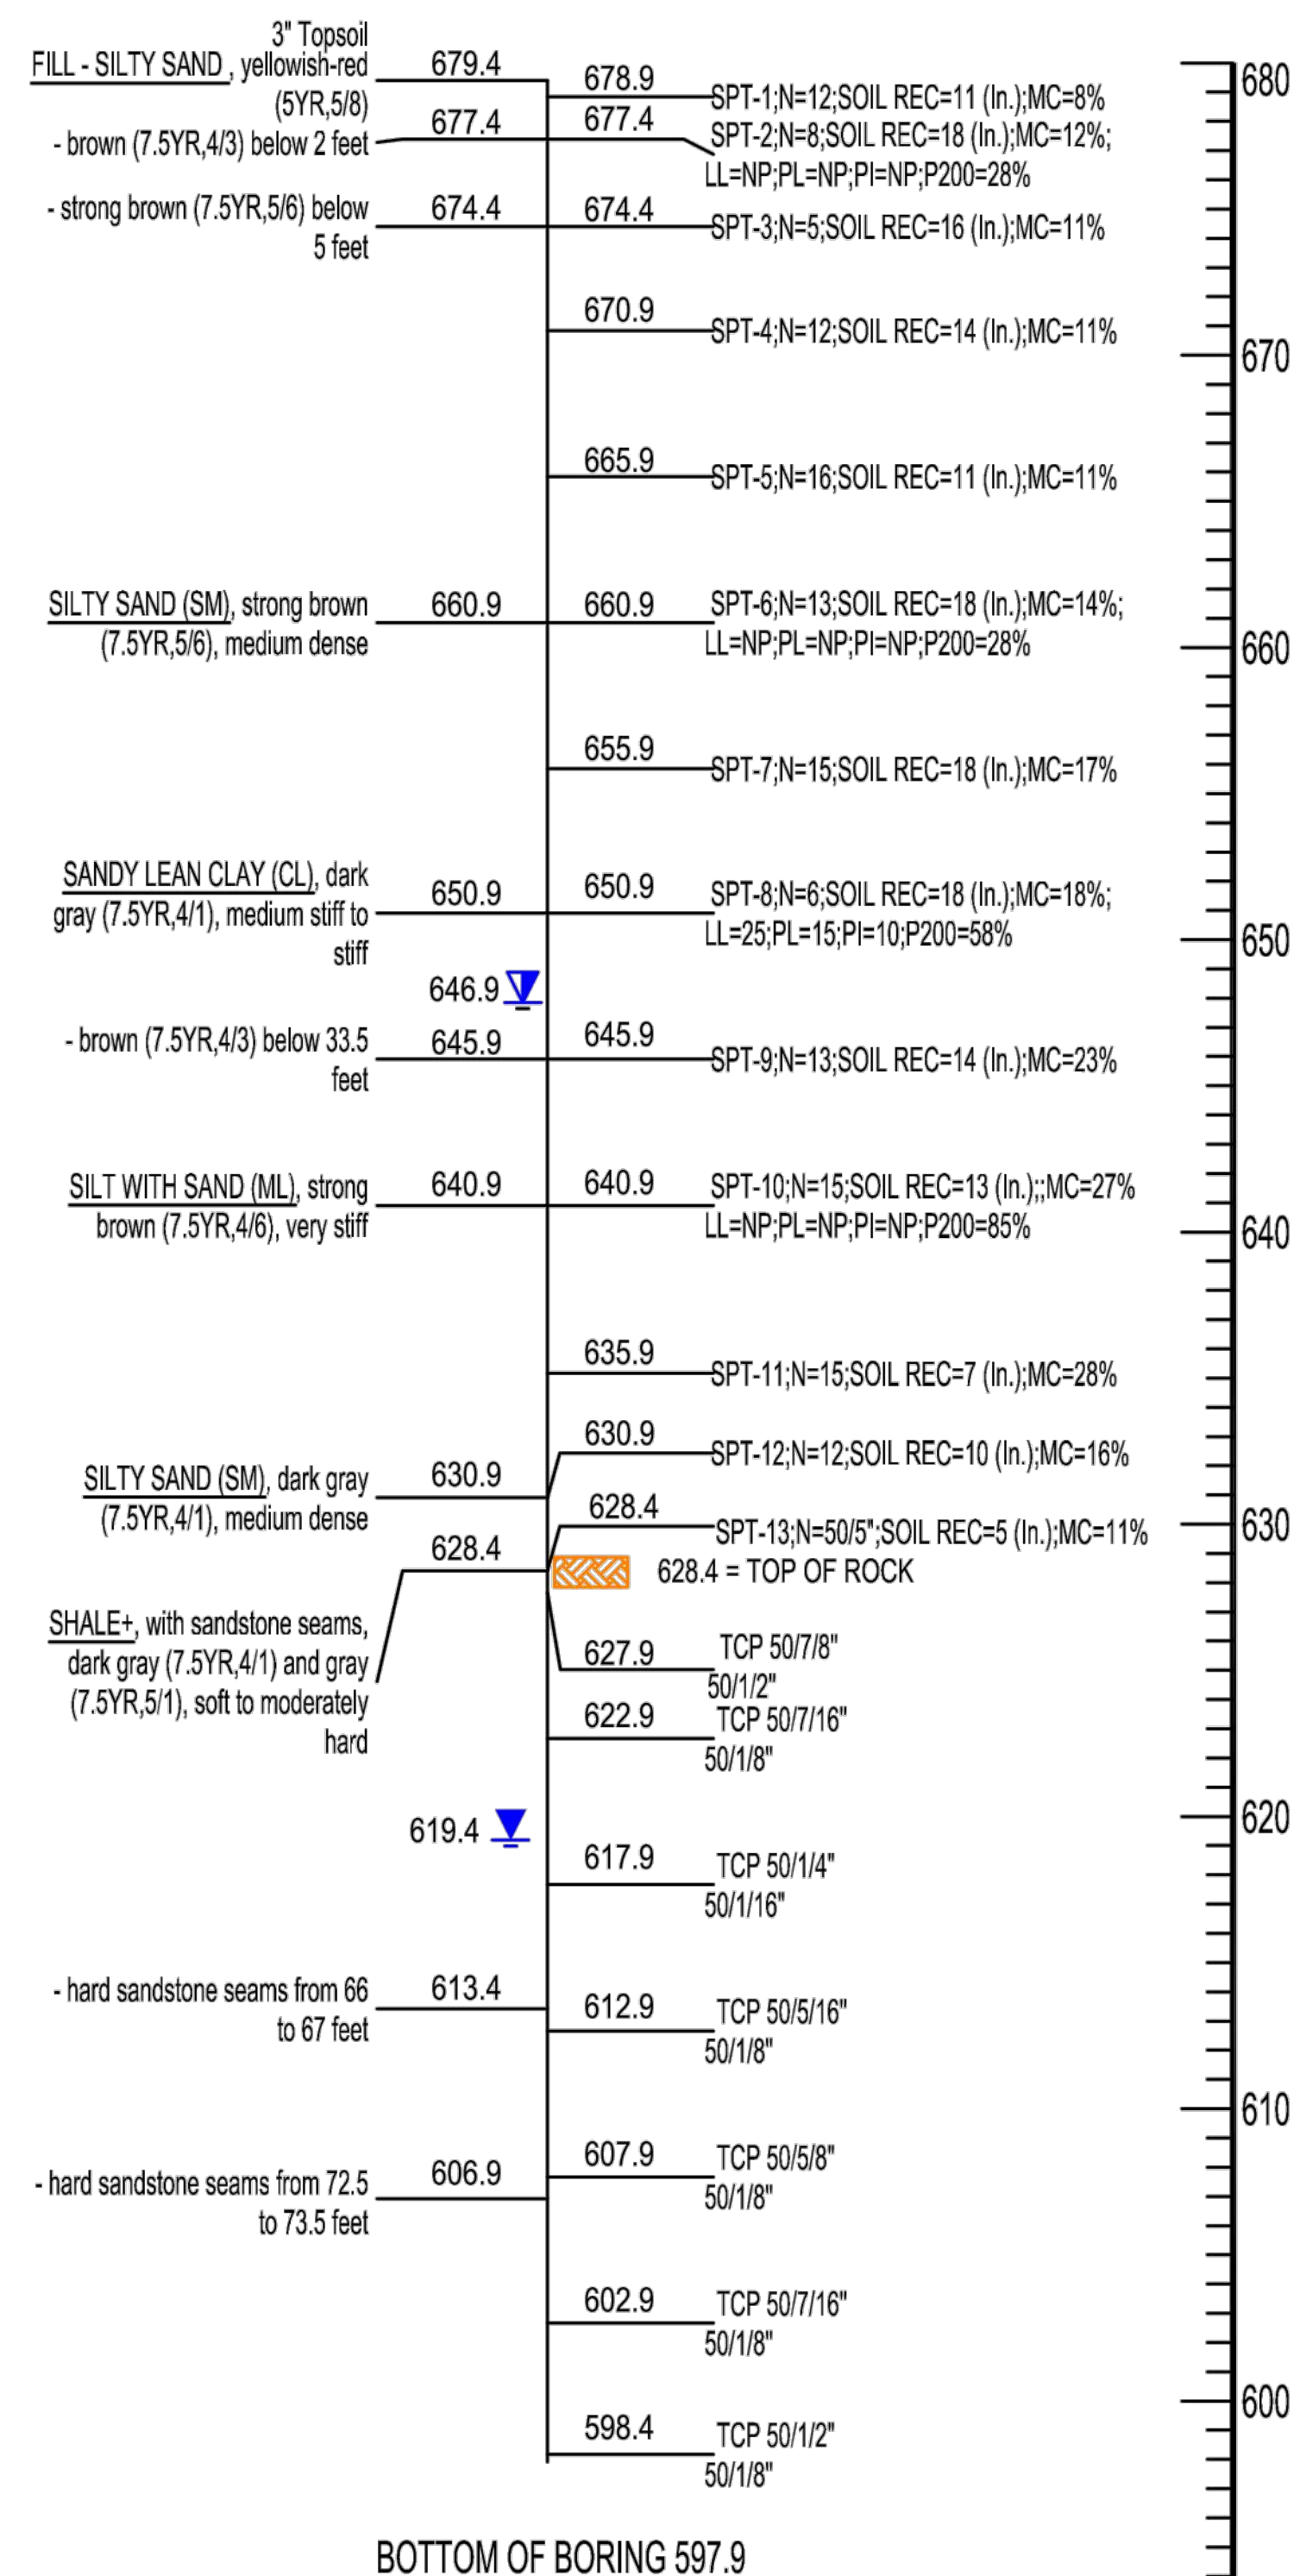 3" Topsoil
FILL - SILTY SAND , yellowish-red
(5YR,5/8)
679.4
678.9
SPT-1;N=12;SOIL REC=11 (In.);MC=8%
- brown (7.5YR,4/3) below 2 feet
677.4
677.4
SPT-2;N=8;SOIL REC=18 (In.);MC=12%;
LL=NP;PL=NP;PI=NP;P200=28%
- strong brown (7.5YR,5/6) below
5 feet
674.4
674.4
SPT-3;N=5;SOIL REC=16 (In.);MC=11%
670.9
SPT-4;N=12;SOIL REC=14 (In.);MC=11%
665.9
SPT-5;N=16;SOIL REC=11 (In.);MC=11%
SILTY SAND (SM), strong brown
(7.5YR,5/6), medium dense
660.9
660.9
SPT-6;N=13;SOIL REC=18 (In.);MC=14%;
LL=NP;PL=NP;PI=NP;P200=28%
655.9
SPT-7;N=15;SOIL REC=18 (In.);MC=17%
SANDY LEAN CLAY (CL), dark
gray (7.5YR,4/1), medium stiff to
stiff
650.9
650.9
SPT-8;N=6;SOIL REC=18 (In.);MC=18%;
LL=25;PL=15;PI=10;P200=58%
646.9
- brown (7.5YR,4/3) below 33.5
feet
645.9
645.9
SPT-9;N=13;SOIL REC=14 (In.);MC=23%
SILT WITH SAND (ML), strong
brown (7.5YR,4/6), very stiff
640.9
640.9
SPT-10;N=15;SOIL REC=13 (In.);;MC=27%
LL=NP;PL=NP;PI=NP;P200=85%
635.9
SPT-11;N=15;SOIL REC=7 (In.);MC=28%
SILTY SAND (SM), dark gray
(7.5YR,4/1), medium dense
630.9
630.9
SPT-12;N=12;SOIL REC=10 (In.);MC=16%
628.4
628.4
SPT-13;N=50/5";SOIL REC=5 (In.);MC=11%
628.4 = TOP OF ROCK
SHALE+, with sandstone seams,
dark gray (7.5YR,4/1) and gray
(7.5YR,5/1), soft to moderately
hard
627.9
TCP 50/7/8"
50/1/2"
622.9
TCP 50/7/16"
50/1/8"
619.4
617.9
TCP 50/1/4"
50/1/16"
- hard sandstone seams from 66
to 67 feet
613.4
612.9
TCP 50/5/16"
50/1/8"
- hard sandstone seams from 72.5
to 73.5 feet
606.9
607.9
TCP 50/5/8"
50/1/8"
602.9
TCP 50/7/16"
50/1/8"
598.4
TCP 50/1/2"
50/1/8"
BOTTOM OF BORING 597.9
680
670
660
650
640
630
620
610
600